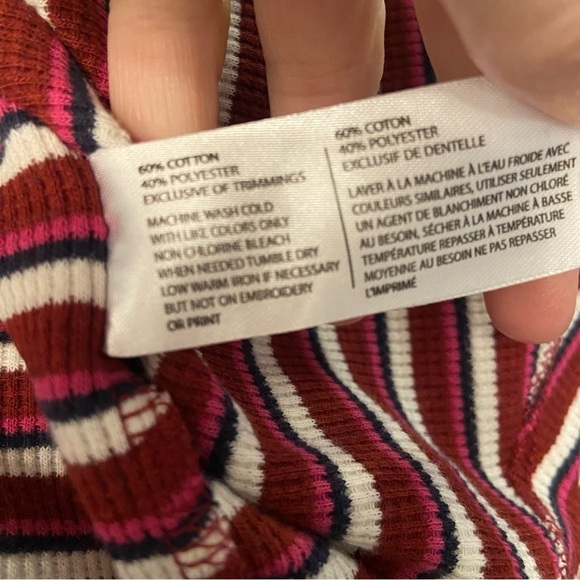 60% COTTON
40% POLYESTER
EXCLUSIVE OF TRIMMINGS
MACHINE WASH COLD
WITH LIKE COLORS ONLY
NON CHLORINE BLEACH
WHEN NEEDED TUMBLE DRY
LOW WARM IRON IF NECESSARY
BUT NOT ON EMBROIDERY
OR PRINT
60% COTON
40% POLYESTER
EXCLUSIF DE DENTELLE
LAVER À LA MACHINE À L'EAU FROIDE AVEC
COULEURS SIMILAIRES, UTILISER SEULEMENT
UN AGENT DE BLANCHIMENT NON CHLORÉ
AU BESOIN, SÉCHER À LA MACHINE À BASSE
TEMPÉRATURE REPASSER À TEMPÉRATURE
MOYENNE AU BESOIN NE PAS REPASSER
L'IMPRIMÉ